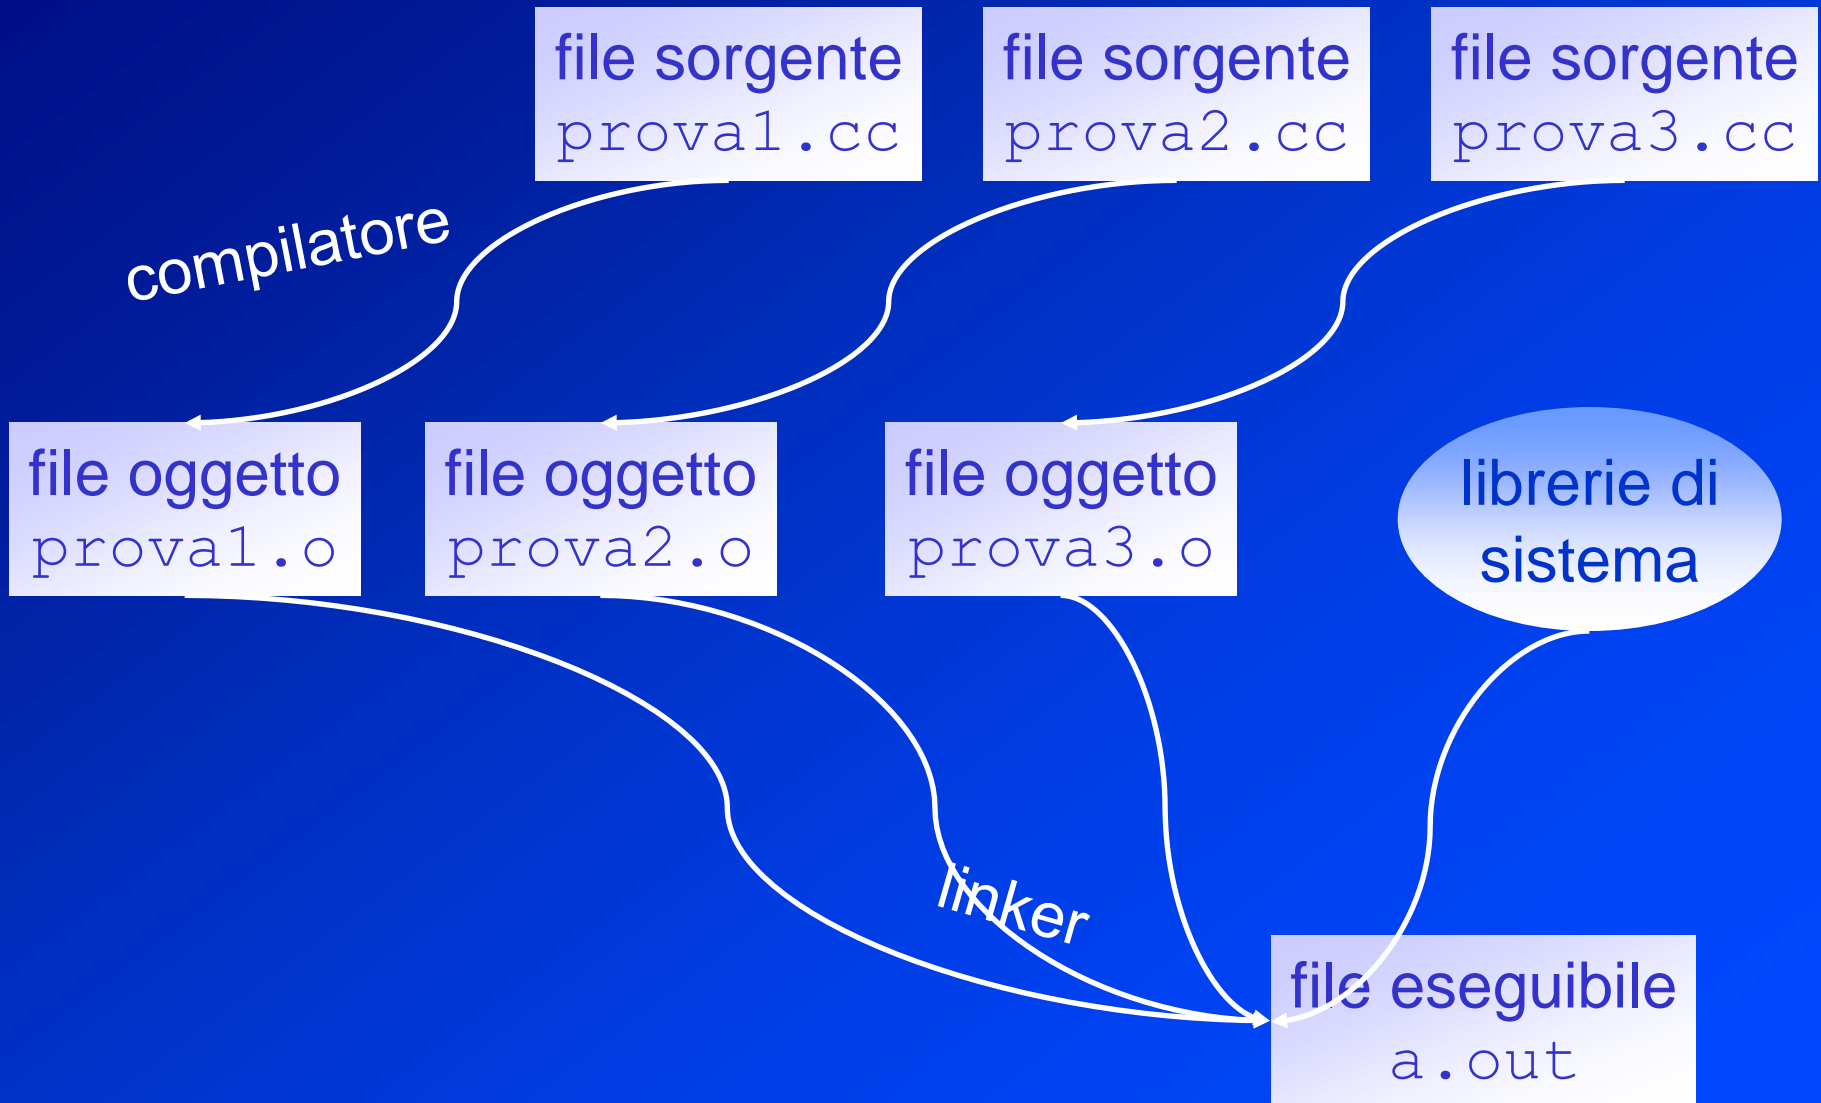 file sorgente
prova1.cc
file sorgente
prova2.cc
file sorgente
prova3.cc
compilatore
file oggetto
prova1.o
file oggetto
prova2.o
file oggetto
prova3.o
librerie di
sistema
linker
file eseguibile
a.out